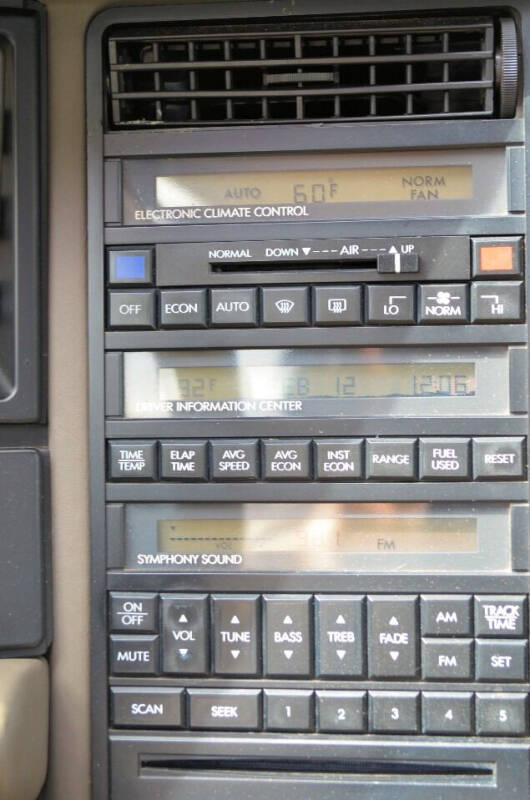 AUTO 60°F NORM
FAN
ELECTRONIC CLIMATE CONTROL
NORMAL DOWN ▼---AIR---▲ UP
OFF ECON AUTO LO NORM HI
12 12:06
DRIVER INFORMATION CENTER
TIME
TEMP
ELAP
TIME
AVG
SPEED
AVG
ECON
INST
ECON
RANGE
FUEL
USED
RESET
VOL FM
SYMPHONY SOUND
ON
OFF
MUTE
▲
VOL
▼
▲
TUNE
▼
▲
BASS
▼
▲
TREB
▼
▲
FADE
▼
AM
FM
TRACK
TIME
SET
SCAN SEEK 1 2 3 4 5